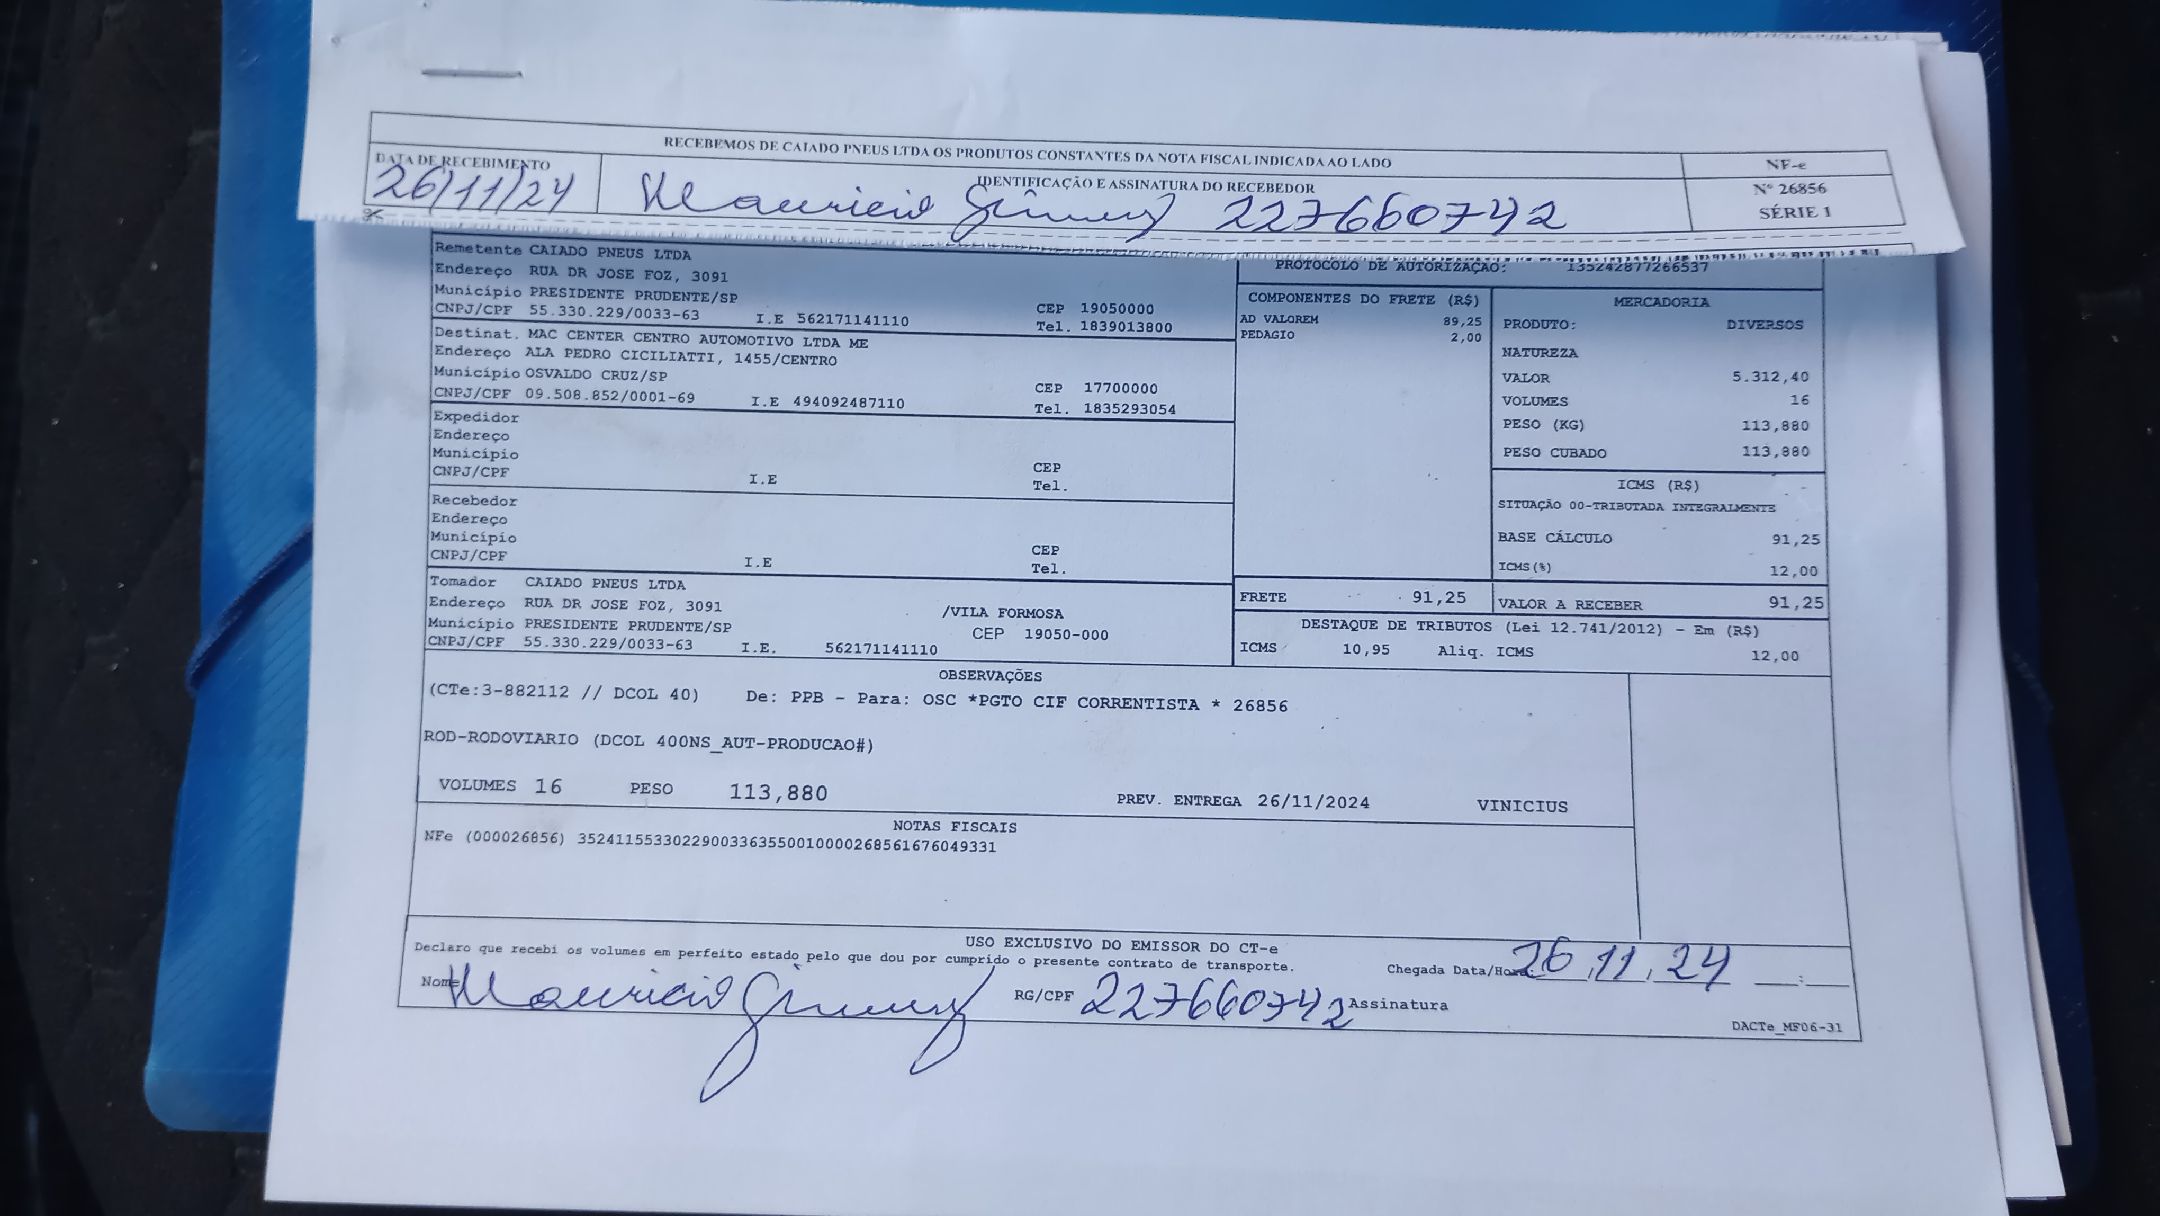 RECEBEMOS DE CAIADO PNEUS LTDA OS PRODUTOS CONSTANTES DA NOTA FISCAL INDICADA AO LADO
NF-e
Nº 26856
SÉRIE 1
DATA DE RECEBIMENTO
26/11/24
IDENTIFICAÇÃO E ASSINATURA DO RECEBEDOR
Mauricio 227660742
Remetente CAIADO PNEUS LTDA
Endereço RUA DR JOSE FOZ, 3091
Município PRESIDENTE PRUDENTE/SP CEP 19050000
CNPJ/CPF 55.330.229/0033-63 I.E 562171141110 Tel. 1839013800
Destinat. MAC CENTER CENTRO AUTOMOTIVO LTDA ME
Endereço ALA PEDRO CICILIATTI, 1455/CENTRO
Município OSVALDO CRUZ/SP CEP 17700000
CNPJ/CPF 09.508.852/0001-69 I.E 494092487110 Tel. 1835293054
Expedidor
Endereço
Município CEP
CNPJ/CPF I.E Tel.
Recebedor
Endereço
Município CEP
CNPJ/CPF I.E Tel.
Tomador CAIADO PNEUS LTDA
Endereço RUA DR JOSE FOZ, 3091 /VILA FORMOSA
Município PRESIDENTE PRUDENTE/SP CEP 19050-000
CNPJ/CPF 55.330.229/0033-63 I.E. 562171141110
PROTOCOLO DE AUTORIZAÇÃO: 135242877266537
COMPONENTES DO FRETE (R$)
AD VALOREM 89,25
PEDAGIO 2,00
MERCADORIA
PRODUTO: DIVERSOS
NATUREZA
VALOR 5.312,40
VOLUMES 16
PESO (KG) 113,880
PESO CUBADO 113,880
ICMS (R$)
SITUAÇÃO 00-TRIBUTADA INTEGRALMENTE
BASE CÁLCULO 91,25
ICMS(%) 12,00
FRETE 91,25 VALOR A RECEBER 91,25
DESTAQUE DE TRIBUTOS (Lei 12.741/2012) - Em (R$)
ICMS 10,95 Aliq. ICMS 12,00
OBSERVAÇÕES
(CTe:3-882112 // DCOL 40) De: PPB - Para: OSC *PGTO CIF CORRENTISTA * 26856
ROD-RODOVIARIO (DCOL 400NS_AUT-PRODUCAO#)
VOLUMES 16 PESO 113,880 PREV. ENTREGA 26/11/2024 VINICIUS
NOTAS FISCAIS
NFe (000026856) 35241155330229003363550010000268561676049331
USO EXCLUSIVO DO EMISSOR DO CT-e
Declaro que recebi os volumes em perfeito estado pelo que dou por cumprido o presente contrato de transporte.
Chegada Data/Hora 26 11 24 :
Nome Mauricio RG/CPF 227660742 Assinatura
DACTe_MF06-31